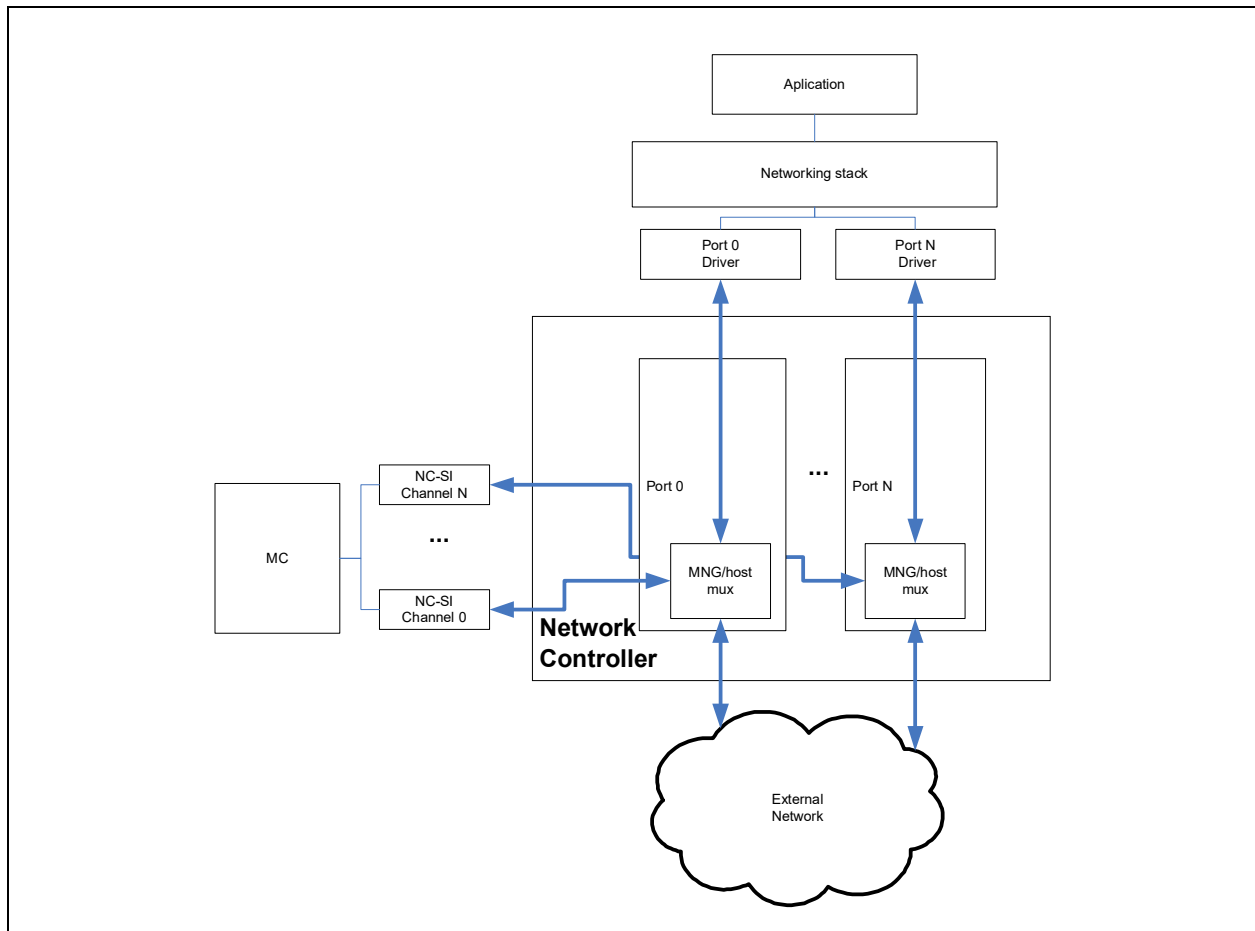 Aplication
Networking stack
Port 0
Driver
Port N
Driver
Port 0
...
Port N
NC-SI
Channel N
...
MC
NC-SI
Channel 0
MNG/host
mux
MNG/host
mux
Network
Controller
External
Network